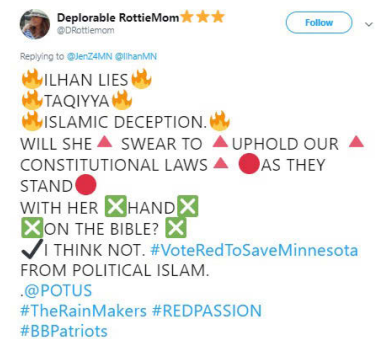 Deplorable RottieMom⭐⭐⭐
@DRottiemom
Follow
Replying to @JenZ4MN @IlhanMN
🔥ILHAN LIES🔥
🔥TAQIYYA🔥
🔥ISLAMIC DECEPTION.🔥
WILL SHE🔺 SWEAR TO 🔺UPHOLD OUR 🔺
CONSTITUTIONAL LAWS🔺 🔴AS THEY
STAND🔴
WITH HER ❎HAND❎
❎ON THE BIBLE? ❎
✔I THINK NOT. #VoteRedToSaveMinnesota
FROM POLITICAL ISLAM.
.@POTUS
#TheRainMakers #REDPASSION
#BBPatriots